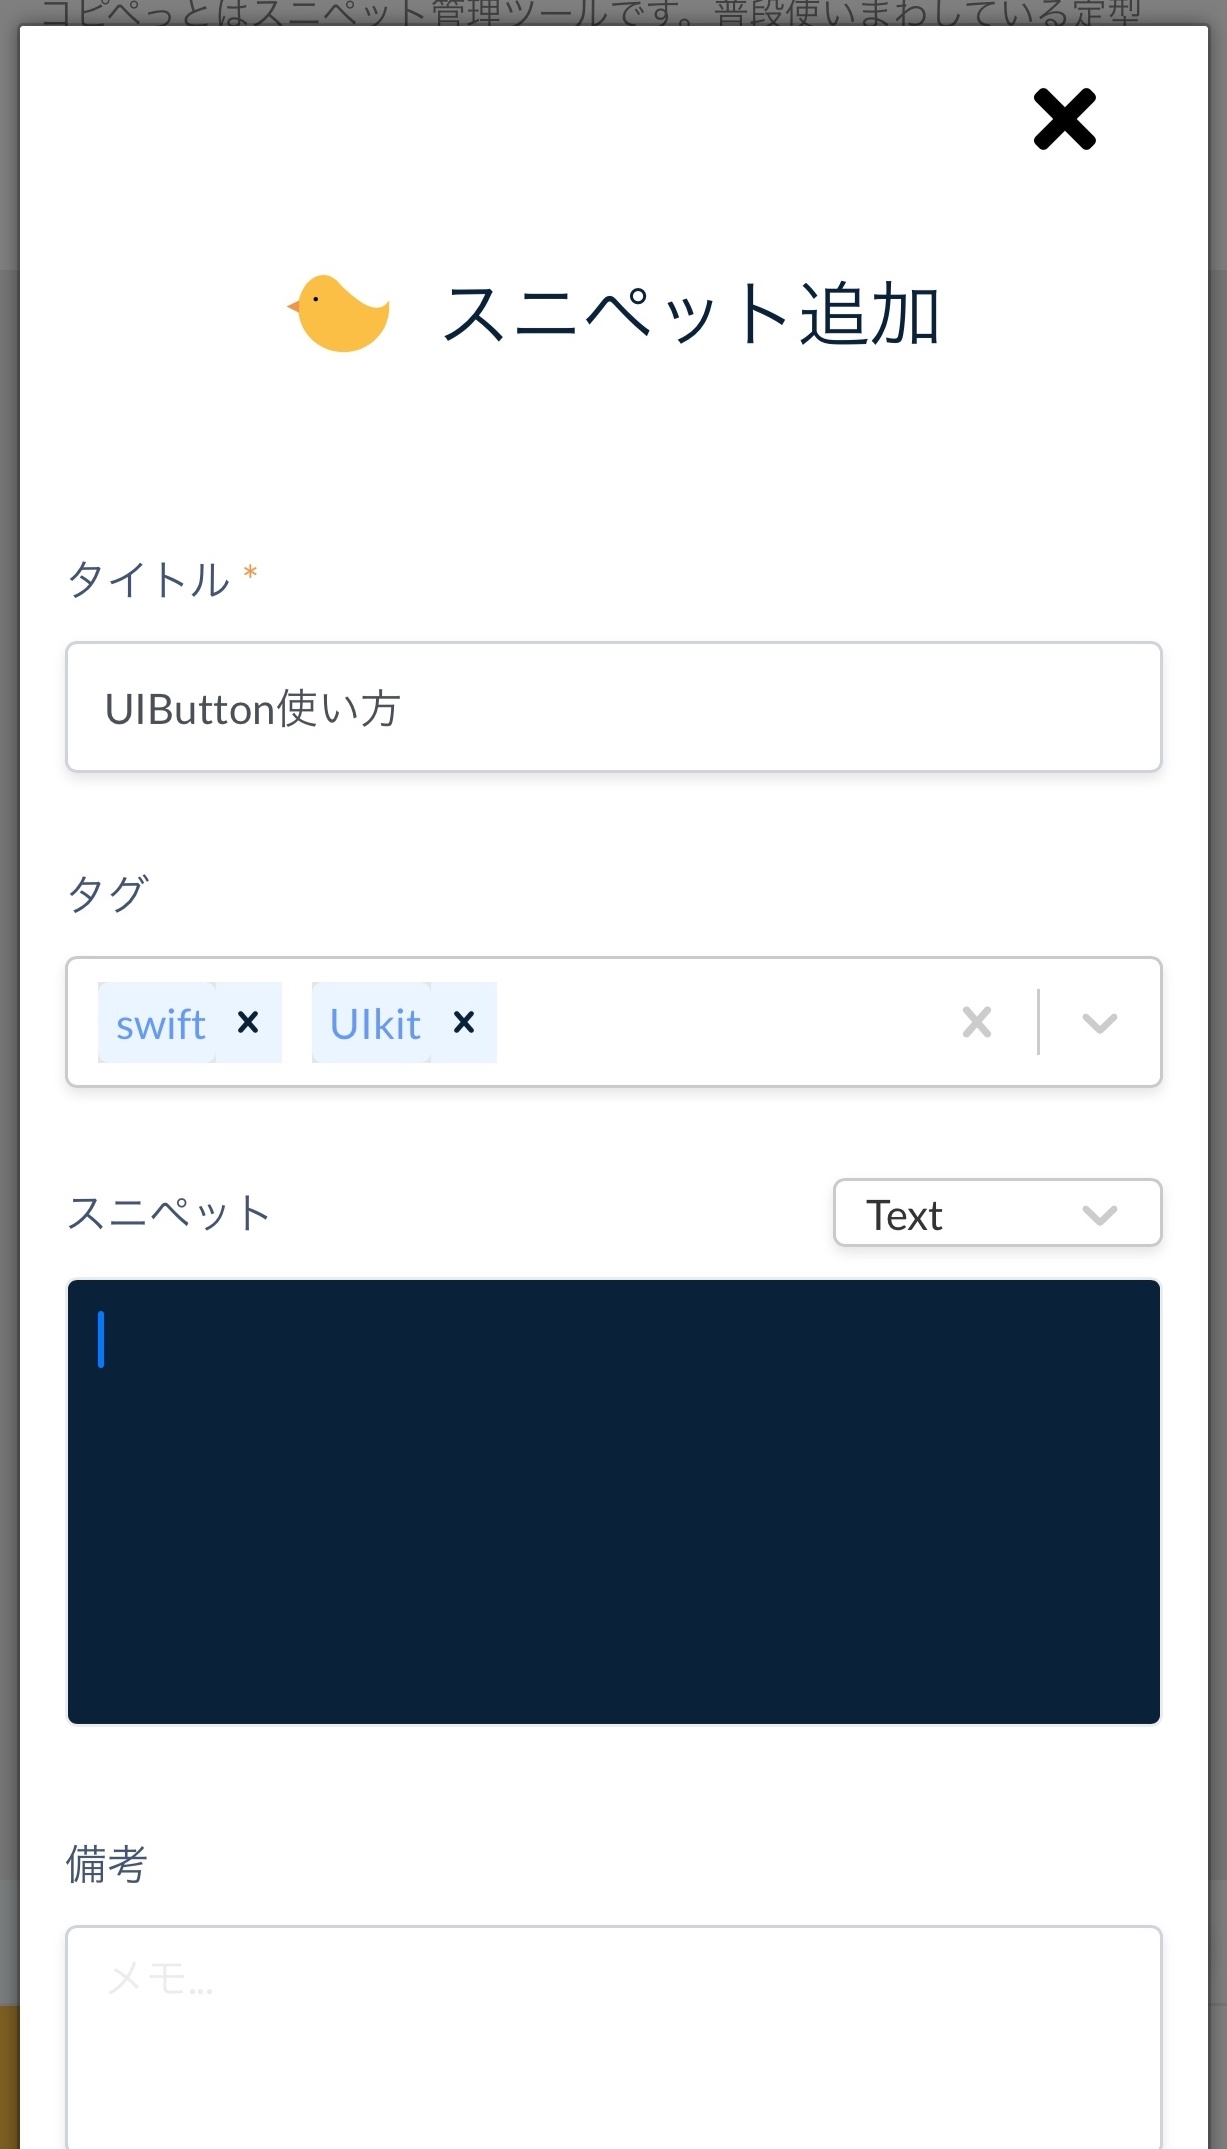 コピペっとはスニペット管理ツールです。普段使いまわしている定型
スニペット追加
タイトル *
UIButton使い方
タグ
swift UIkit
スニペット Text
備考
メモ...